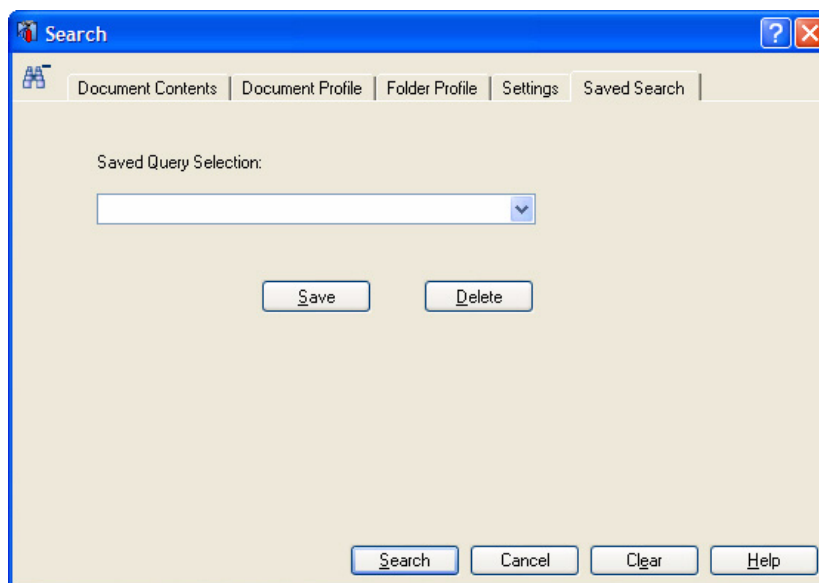 Search
Document Contents Document Profile Folder Profile Settings Saved Search
Saved Query Selection:
Save Delete
Search Cancel Clear Help